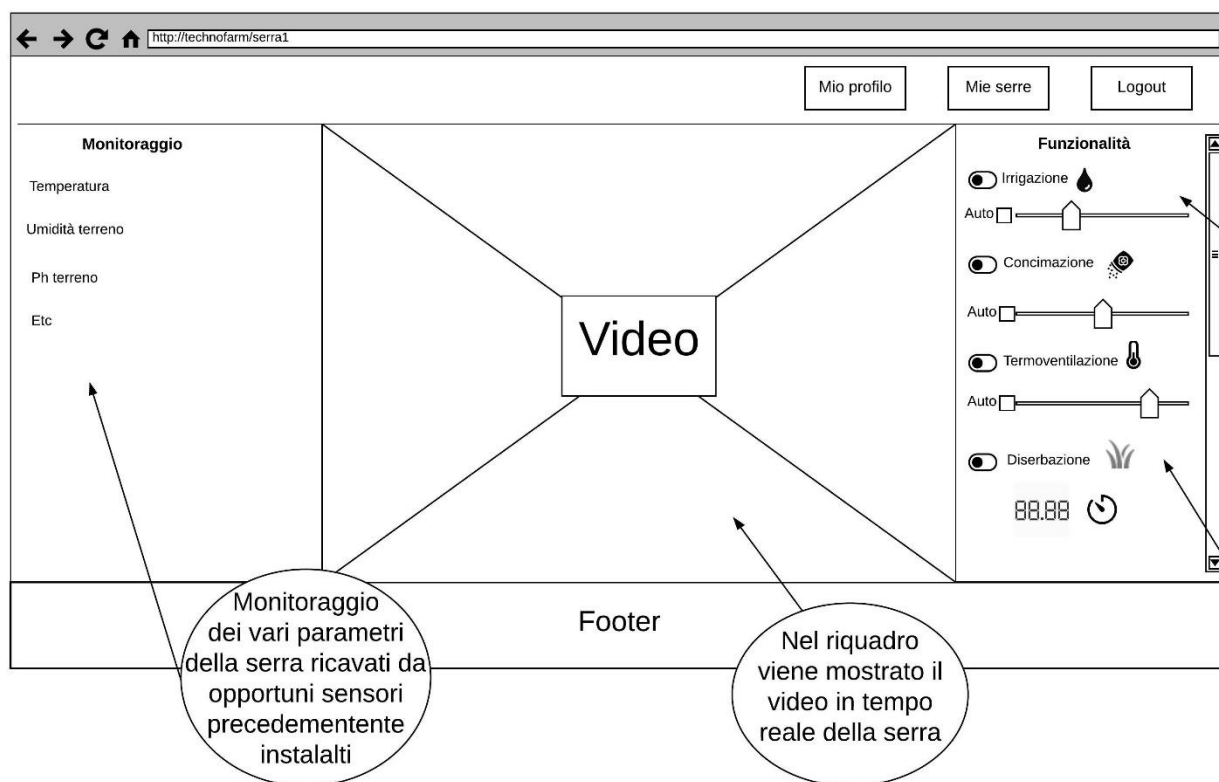 http://technofarm/serra1
Mio profilo
Mie serre
Logout
Monitoraggio
Temperatura
Umidità terreno
Ph terreno
Etc
Video
Funzionalità
Irrigazione
Auto
Concimazione
Auto
Termoventilazione
Auto
Diserbazione
88.88
Footer
Monitoraggio
dei vari parametri
della serra ricavati da
opportuni sensori
precedementente
instalalti
Nel riquadro
viene mostrato il
video in tempo
reale della serra